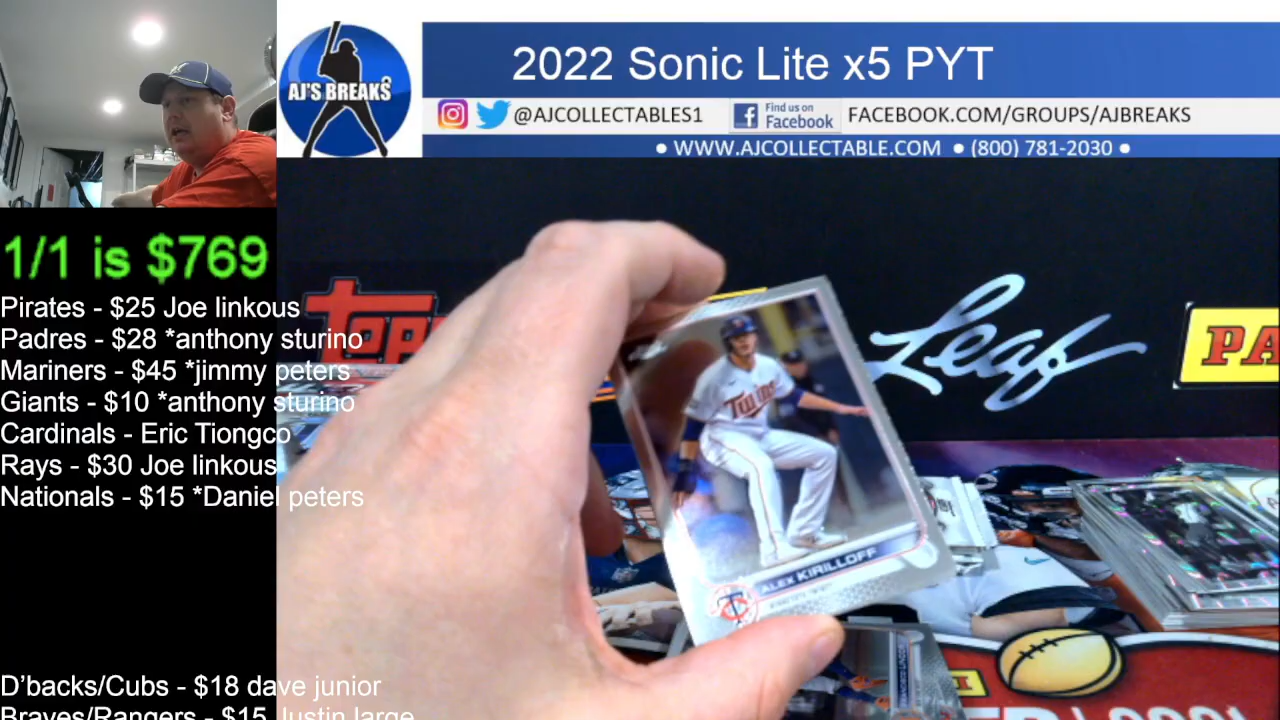 AJ'S BREAKS
2022 Sonic Lite x5 PYT
@AJCOLLECTABLES1
Find us on
Facebook
FACEBOOK.COM/GROUPS/AJBREAKS
• WWW.AJCOLLECTABLE.COM • (800) 781-2030 •
1/1 is $769
Pirates - $25 Joe linkous
Padres - $28 *anthony sturino
Mariners - $45 *jimmy peters
Giants - $10 *anthony sturino
Cardinals - Eric Tiongco
Rays - $30 Joe linkous
Nationals - $15 *Daniel peters
D'backs/Cubs - $18 dave junior
Braves/Rangers - $15 Justin large
Topps
Leaf
PA
TWINS
ALEX KIRILLOFF